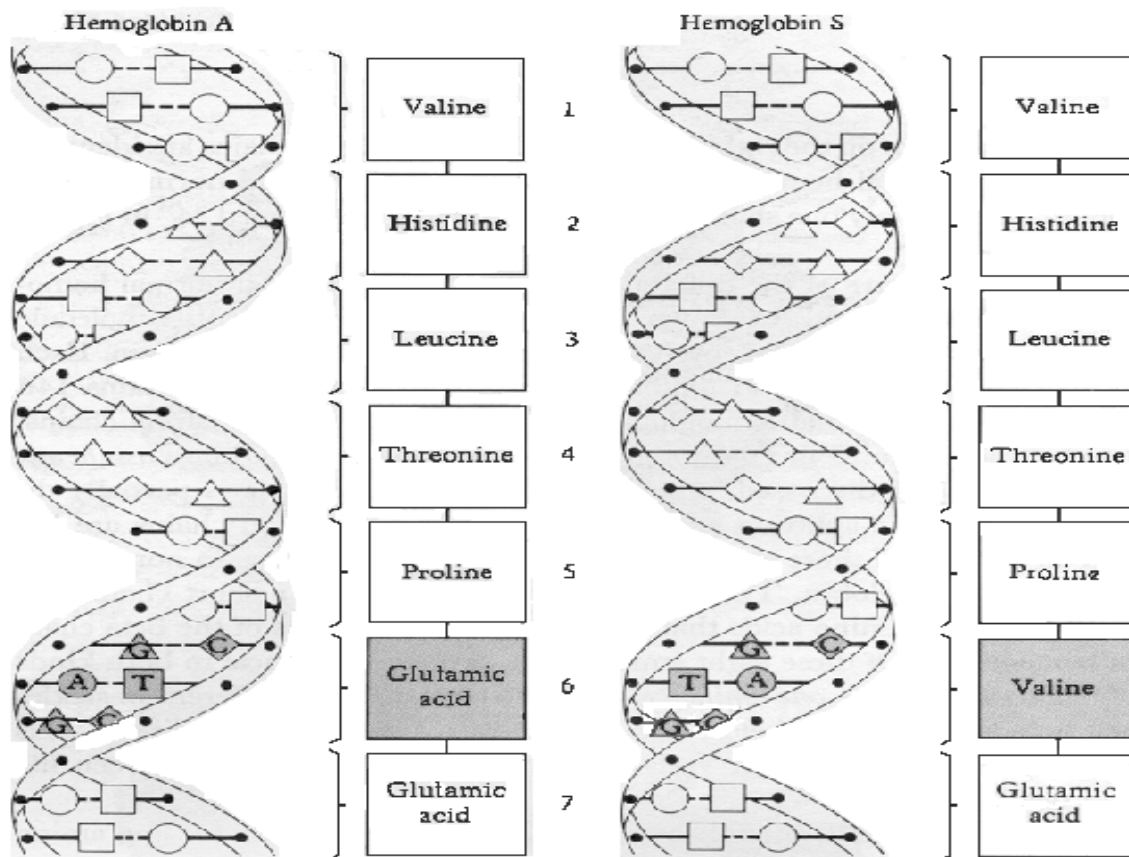 Hemoglobin A
Hemoglobin S
Valine
1
Valine
Histidine
2
Histidine
Leucine
3
Leucine
Threonine
4
Threonine
Proline
5
Proline
G C
G C
Glutamic
acid
A T
6
T A
Valine
G C
G C
Glutamic
acid
7
Glutamic
acid